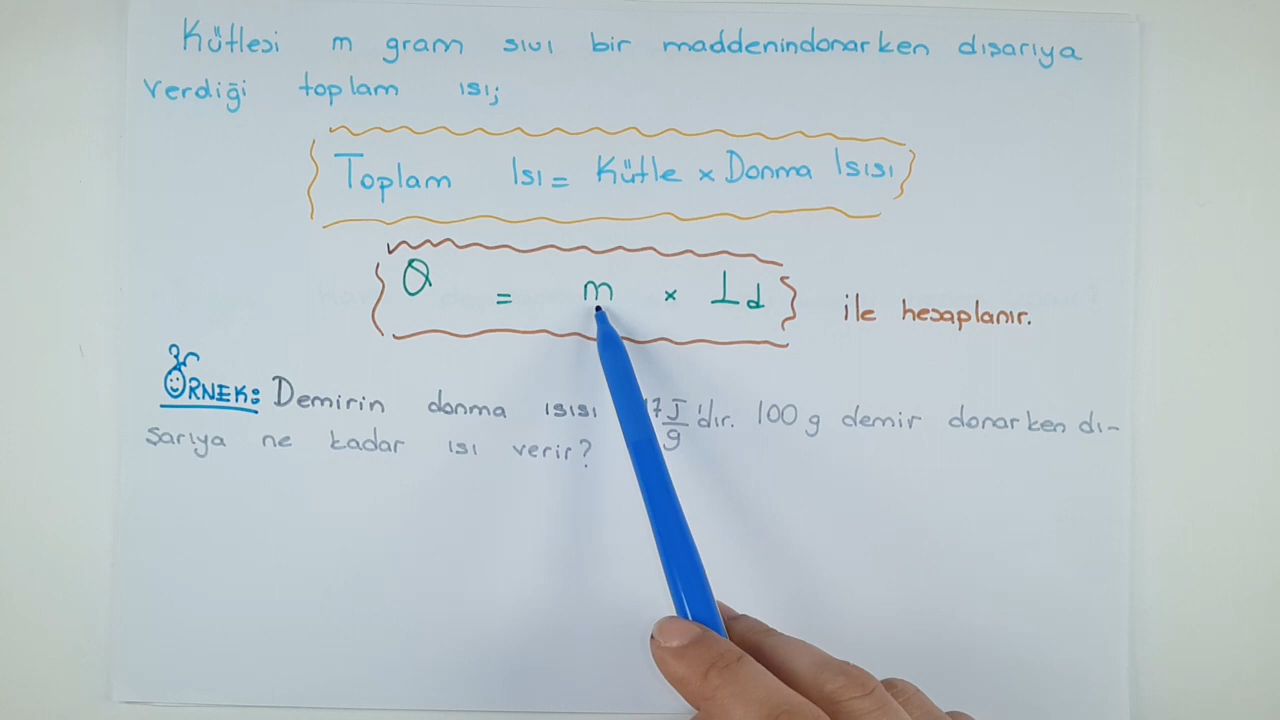 Kütlesi m gram sıvı bir maddenindonarken dışarıya
verdiği toplam ısı;
Toplam Isı = Kütle x Donma Isısı
Q = m x Ld
ile hesaplanır.
ÖRNEK: Demirin donma ısısı 7 J/g 'dır. 100 g demir donarken dı-
şarıya ne kadar ısı verir?